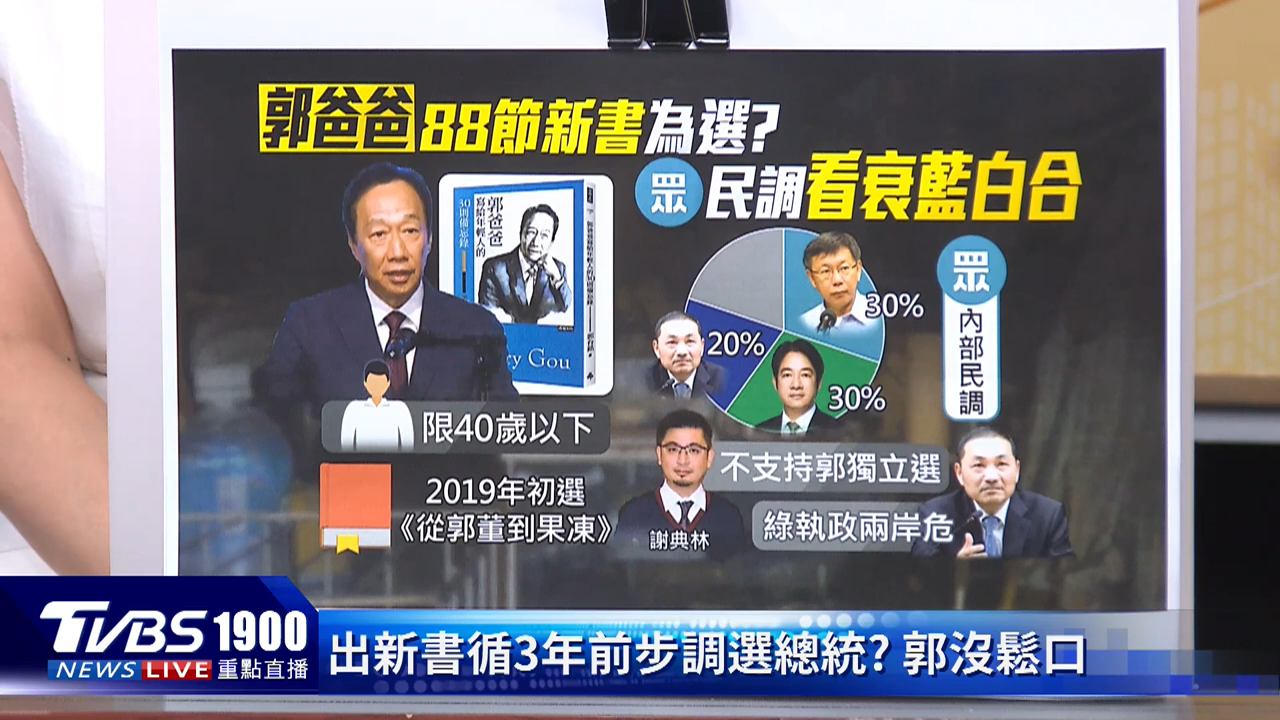 郭爸爸88節新書為選?
眾 民調看衰藍白合
郭爸爸
寫給年輕人的
30則備忘錄
ry Gou
30%
20%
30%
眾
內部民調
限40歲以下
2019年初選
《從郭董到果凍》
謝典林
不支持郭獨立選
綠執政兩岸危
TVBS 1900
NEWS LIVE 重點直播
出新書循3年前步調選總統? 郭沒鬆口